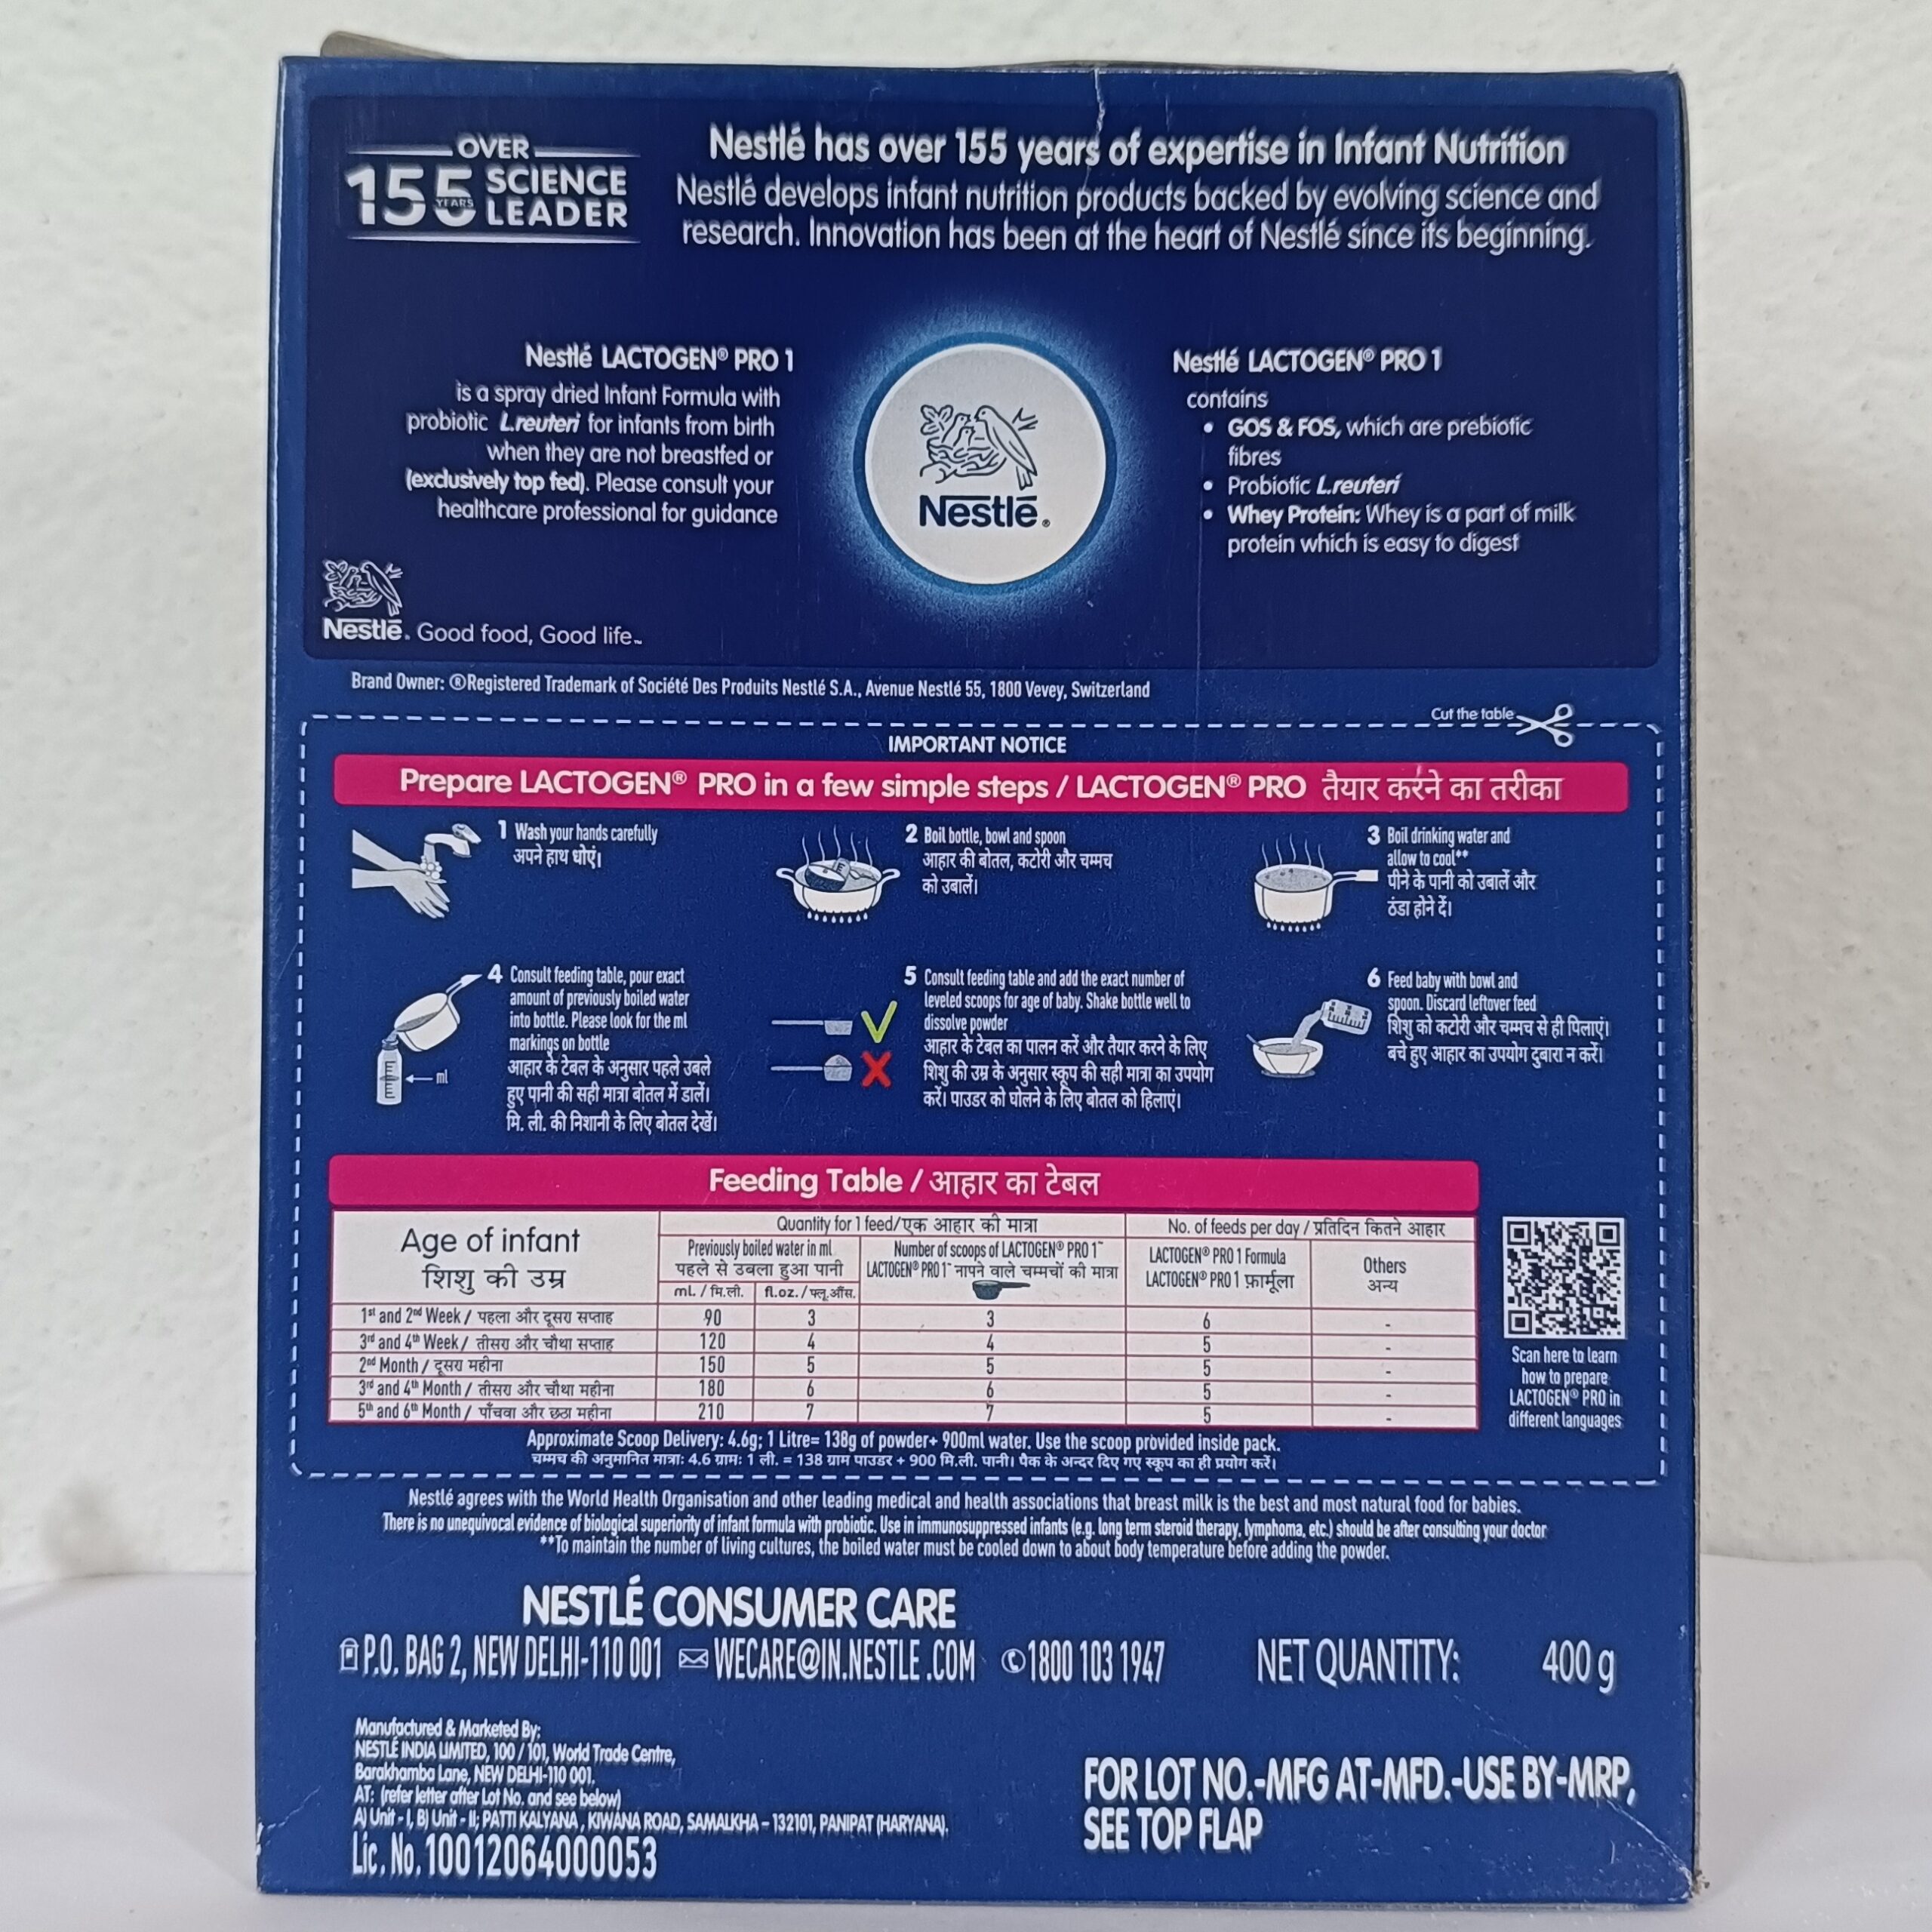 OVER
155 YEARS SCIENCE
LEADER
Nestlé has over 155 years of expertise in Infant Nutrition
Nestlé develops infant nutrition products backed by evolving science and
research. Innovation has been at the heart of Nestlé since its beginning.
Nestlé LACTOGEN® PRO 1
is a spray dried Infant Formula with
probiotic L.reuteri for infants from birth
when they are not breastfed or
(exclusively top fed). Please consult your
healthcare professional for guidance
Nestlé®
Nestlé LACTOGEN® PRO 1
contains
• GOS & FOS, which are prebiotic
fibres
• Probiotic L.reuteri
• Whey Protein: Whey is a part of milk
protein which is easy to digest
Nestlé. Good food, Good life™
Brand Owner: ®Registered Trademark of Société Des Produits Nestlé S.A., Avenue Nestlé 55, 1800 Vevey, Switzerland
Cut the table
IMPORTANT NOTICE
Prepare LACTOGEN® PRO in a few simple steps / LACTOGEN® PRO तैयार करने का तरीका
1 Wash your hands carefully
अपने हाथ धोएं।
2 Boil bottle, bowl and spoon
आहार की बोतल, कटोरी और चम्मच
को उबालें।
3 Boil drinking water and
allow to cool**
पीने के पानी को उबालें और
ठंडा होने दें।
4 Consult feeding table, pour exact
amount of previously boiled water
into bottle. Please look for the ml
markings on bottle
आहार के टेबल के अनुसार पहले उबले
हुए पानी की सही मात्रा बोतल में डालें।
मि. ली. की निशानी के लिए बोतल देखें।
ml
5 Consult feeding table and add the exact number of
leveled scoops for age of baby. Shake bottle well to
dissolve powder
आहार के टेबल का पालन करें और तैयार करने के लिए
शिशु की उम्र के अनुसार स्कूप की सही मात्रा का उपयोग
करें। पाउडर को घोलने के लिए बोतल को हिलाएं।
6 Feed baby with bowl and
spoon. Discard leftover feed
शिशु को कटोरी और चम्मच से ही पिलाएं।
बचे हुए आहार का उपयोग दुबारा न करें।
Feeding Table / आहार का टेबल
Age of infant
शिशु की उम्र
Quantity for 1 feed/एक आहार की मात्रा
No. of feeds per day / प्रतिदिन कितने आहार
Previously boiled water in ml
पहले से उबला हुआ पानी
ml. / मि.ली. fl.oz. / फ्लू.औंस.
Number of scoops of LACTOGEN® PRO 1~
LACTOGEN® PRO 1~ नापने वाले चम्मचों की मात्रा
LACTOGEN® PRO 1 Formula
LACTOGEN® PRO 1 फ़ार्मूला
Others
अन्य
1st and 2nd Week / पहला और दूसरा सप्ताह 90 3 3 6 -
3rd and 4th Week / तीसरा और चौथा सप्ताह 120 4 4 5 -
2nd Month / दूसरा महीना 150 5 5 5 -
3rd and 4th Month / तीसरा और चौथा महीना 180 6 6 5 -
5th and 6th Month / पाँचवा और छठा महीना 210 7 7 5 -
Scan here to learn
how to prepare
LACTOGEN® PRO in
different languages
Approximate Scoop Delivery: 4.6g; 1 Litre= 138g of powder+ 900ml water. Use the scoop provided inside pack.
चम्मच की अनुमानित मात्राः 4.6 ग्रामः 1 ली. = 138 ग्राम पाउडर + 900 मि.ली. पानी। पैक के अन्दर दिए गए स्कूप का ही प्रयोग करें।
Nestlé agrees with the World Health Organisation and other leading medical and health associations that breast milk is the best and most natural food for babies.
There is no unequivocal evidence of biological superiority of infant formula with probiotic. Use in immunosuppressed infants (e.g. long term steroid therapy, lymphoma, etc.) should be after consulting your doctor
**To maintain the number of living cultures, the boiled water must be cooled down to about body temperature before adding the powder.
NESTLÉ CONSUMER CARE
P.O. BAG 2, NEW DELHI-110 001 WECARE@IN.NESTLE .COM 1800 103 1947
NET QUANTITY: 400 g
Manufactured & Marketed By:
NESTLÉ INDIA LIMITED, 100 / 101, World Trade Centre,
Barakhamba Lane, NEW DELHI-110 001.
AT: (refer letter after Lot No. and see below)
A) Unit - I, B) Unit - II; PATTI KALYANA , KIWANA ROAD, SAMALKHA – 132101, PANIPAT (HARYANA).
Lic. No. 10012064000053
FOR LOT NO.-MFG AT-MFD.-USE BY-MRP,
SEE TOP FLAP